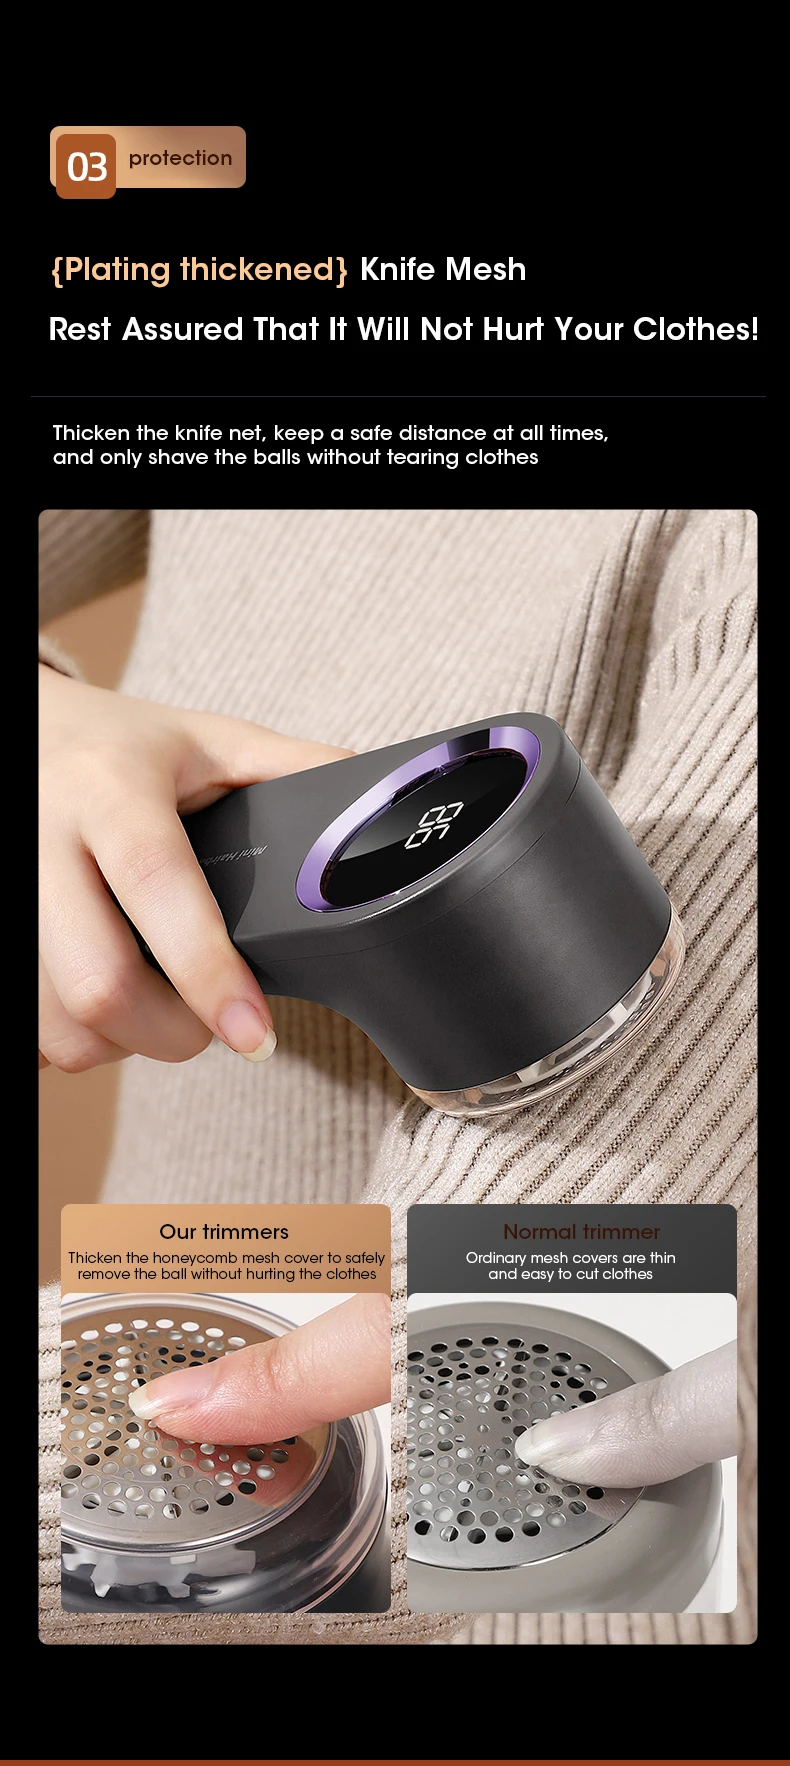 03 protection
{Plating thickened} Knife Mesh
Rest Assured That It Will Not Hurt Your Clothes!
Thicken the knife net, keep a safe distance at all times,
and only shave the balls without tearing clothes
Mini
Our trimmers
Thicken the honeycomb mesh cover to safely
remove the ball without hurting the clothes
Normal trimmer
Ordinary mesh covers are thin
and easy to cut clothes